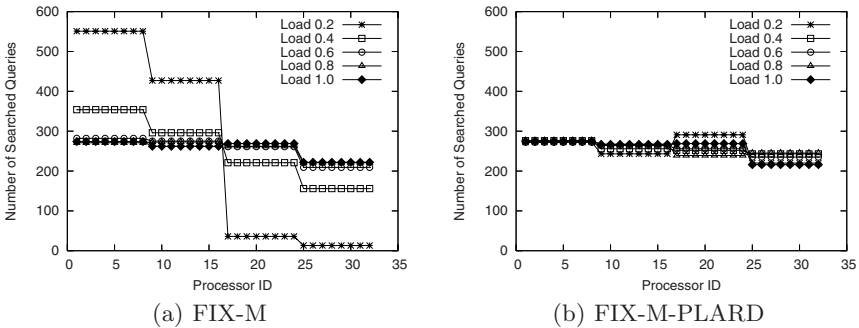 600
500
400
300
200
100
0
Number of Searched Queries
Load 0.2
Load 0.4
Load 0.6
Load 0.8
Load 1.0
0 5 10 15 20 25 30 35
Processor ID
(a) FIX-M
600
500
400
300
200
100
0
Number of Searched Queries
Load 0.2
Load 0.4
Load 0.6
Load 0.8
Load 1.0
0 5 10 15 20 25 30 35
Processor ID
(b) FIX-M-PLARD